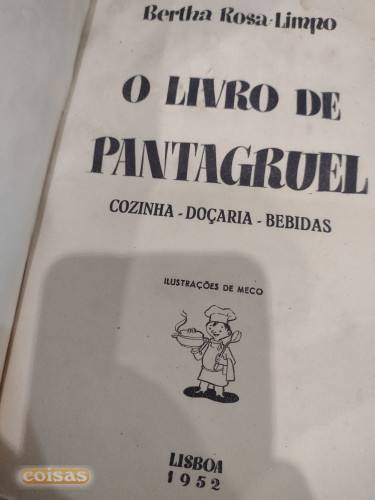 Bertha Rosa-Limpo
O LIVRO DE
PANTAGRUEL
COZINHA - DOÇARIA - BEBIDAS
ILUSTRAÇÕES DE MECO
LISBOA
1952
coisas